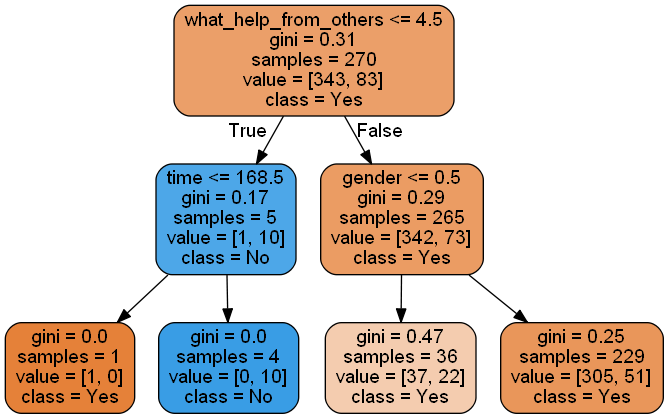 what_help_from_others <= 4.5
gini = 0.31
samples = 270
value = [343, 83]
class = Yes
True
False
time <= 168.5
gini = 0.17
samples = 5
value = [1, 10]
class = No
gender <= 0.5
gini = 0.29
samples = 265
value = [342, 73]
class = Yes
gini = 0.0
samples = 1
value = [1, 0]
class = Yes
gini = 0.0
samples = 4
value = [0, 10]
class = No
gini = 0.47
samples = 36
value = [37, 22]
class = Yes
gini = 0.25
samples = 229
value = [305, 51]
class = Yes